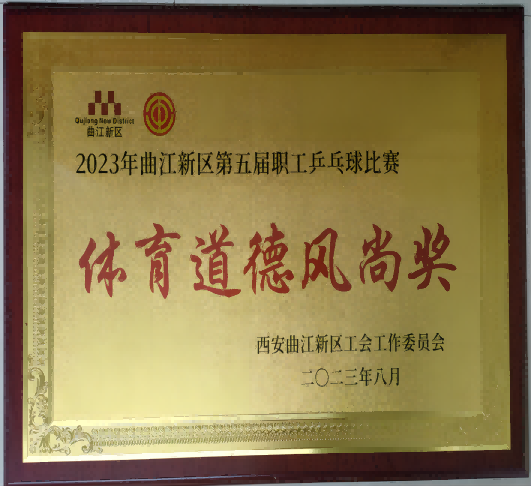 Qujiang New District
曲江新区
2023年曲江新区第五届职工乒乓球比赛
体育道德风尚奖
西安曲江新区工会工作委员会
二〇二三年八月